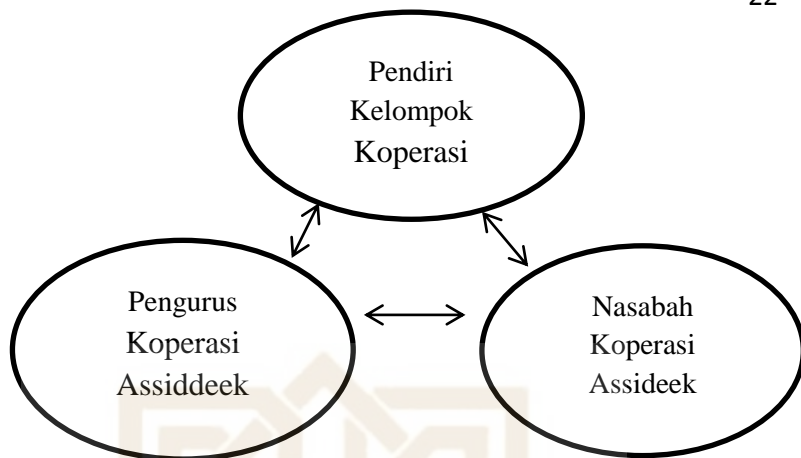 22
Pendiri
Kelompok
Koperasi
Pengurus
Koperasi
Assiddeek
Nasabah
Koperasi
Assideek